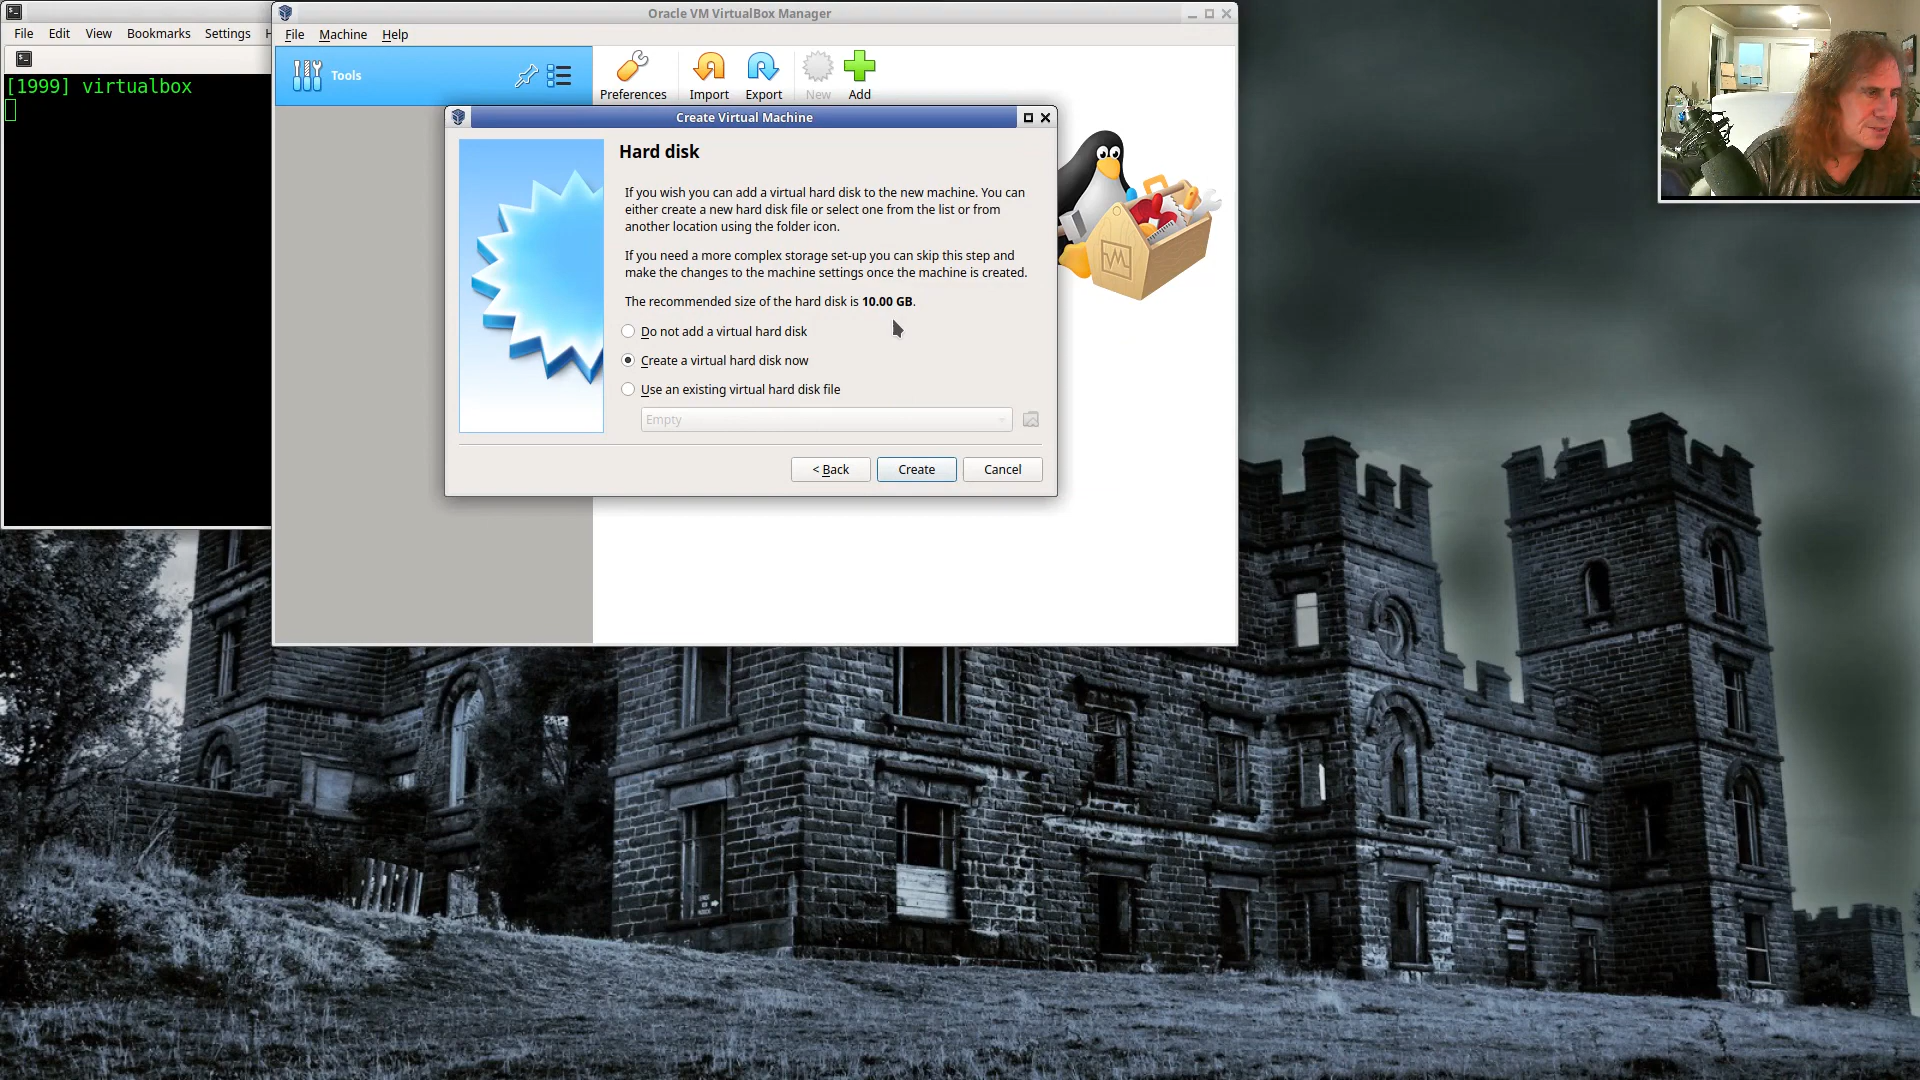 File Edit View Bookmarks Settings H
[1999] virtualbox
Oracle VM VirtualBox Manager
File Machine Help
Tools
Preferences
Import
Export
New
Add
Create Virtual Machine
Hard disk
If you wish you can add a virtual hard disk to the new machine. You can
either create a new hard disk file or select one from the list or from
another location using the folder icon.
If you need a more complex storage set-up you can skip this step and
make the changes to the machine settings once the machine is created.
The recommended size of the hard disk is 10.00 GB.
Do not add a virtual hard disk
Create a virtual hard disk now
Use an existing virtual hard disk file
Empty
< Back
Create
Cancel